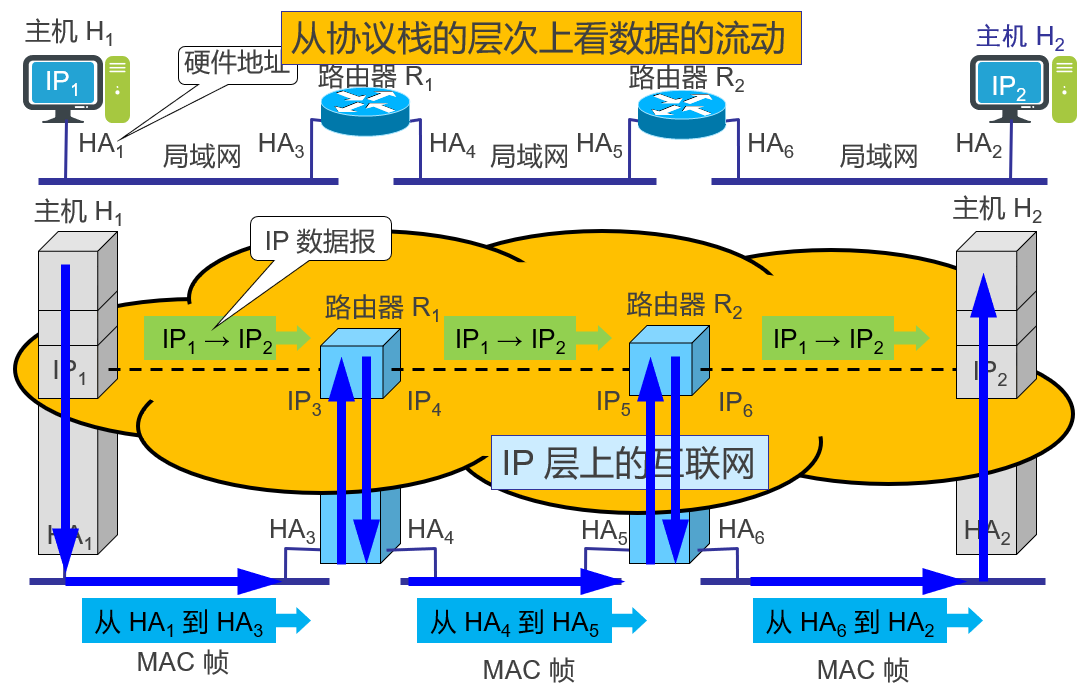 从协议栈的层次上看数据的流动
主机 H1
硬件地址
路由器 R1
路由器 R2
主机 H2
IP1
IP2
HA1
局域网
HA3
HA4
局域网
HA5
HA6
局域网
HA2
主机 H1
主机 H2
IP 数据报
路由器 R1
路由器 R2
IP1 → IP2
IP1 → IP2
IP1 → IP2
IP1
IP3
IP4
IP5
IP6
IP2
IP 层上的互联网
HA1
HA3
HA4
HA5
HA6
HA2
从 HA1 到 HA3
从 HA4 到 HA5
从 HA6 到 HA2
MAC 帧
MAC 帧
MAC 帧